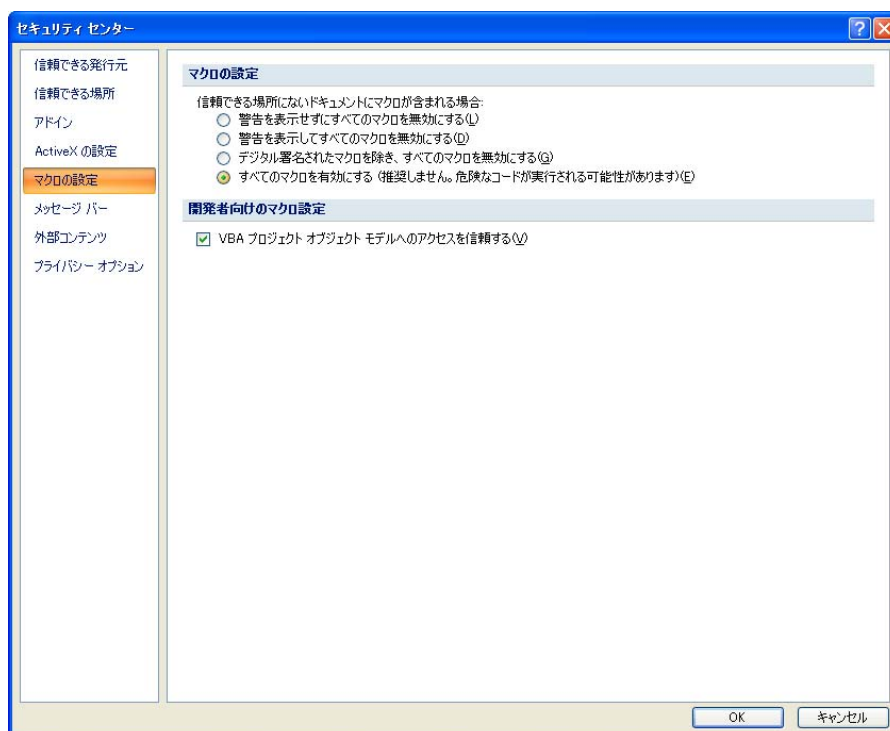 セキュリティ センター
信頼できる発行元
信頼できる場所
アドイン
ActiveX の設定
マクロの設定
メッセージ バー
外部コンテンツ
プライバシー オプション
マクロの設定
信頼できる場所にないドキュメントにマクロが含まれる場合:
警告を表示せずにすべてのマクロを無効にする(L)
警告を表示してすべてのマクロを無効にする(D)
デジタル署名されたマクロを除き、すべてのマクロを無効にする(G)
すべてのマクロを有効にする (推奨しません。危険なコードが実行される可能性があります)(E)
開発者向けのマクロ設定
VBA プロジェクト オブジェクト モデルへのアクセスを信頼する(V)
OK
キャンセル